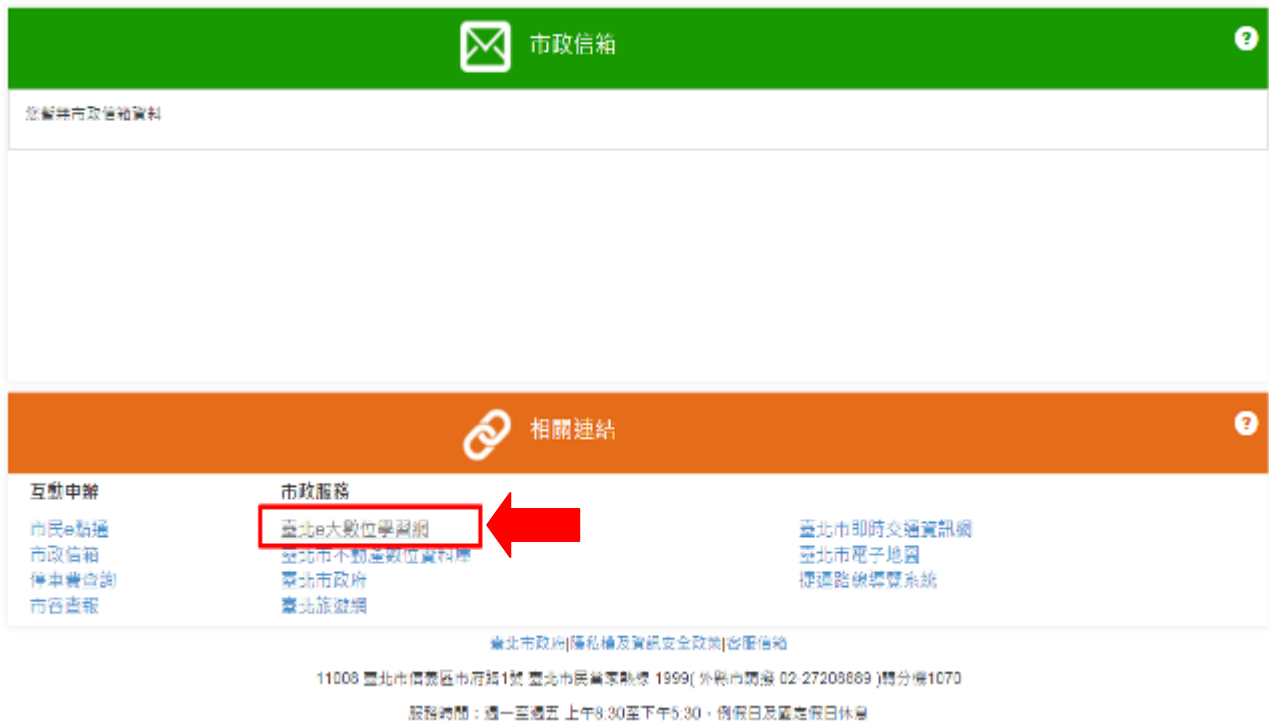 市政信箱
您暫無市政信箱資料
相關連結
互動申辦 市政服務
市民e點通 臺北e大數位學習網 臺北市即時交通資訊網
市政信箱 臺北市不動產數位資料庫 臺北市電子地圖
停車費查詢 臺北市政府 捷運路線導覽系統
市容查報 臺北旅遊網
臺北市政府|隱私權及資訊安全政策|客服信箱
11008 臺北市信義區市府路1號 臺北市民當家熱線 1999( 外縣市請撥 02-27208889 )轉分機1070
服務時間：週一至週五 上午8:30至下午5:30，例假日及國定假日休息